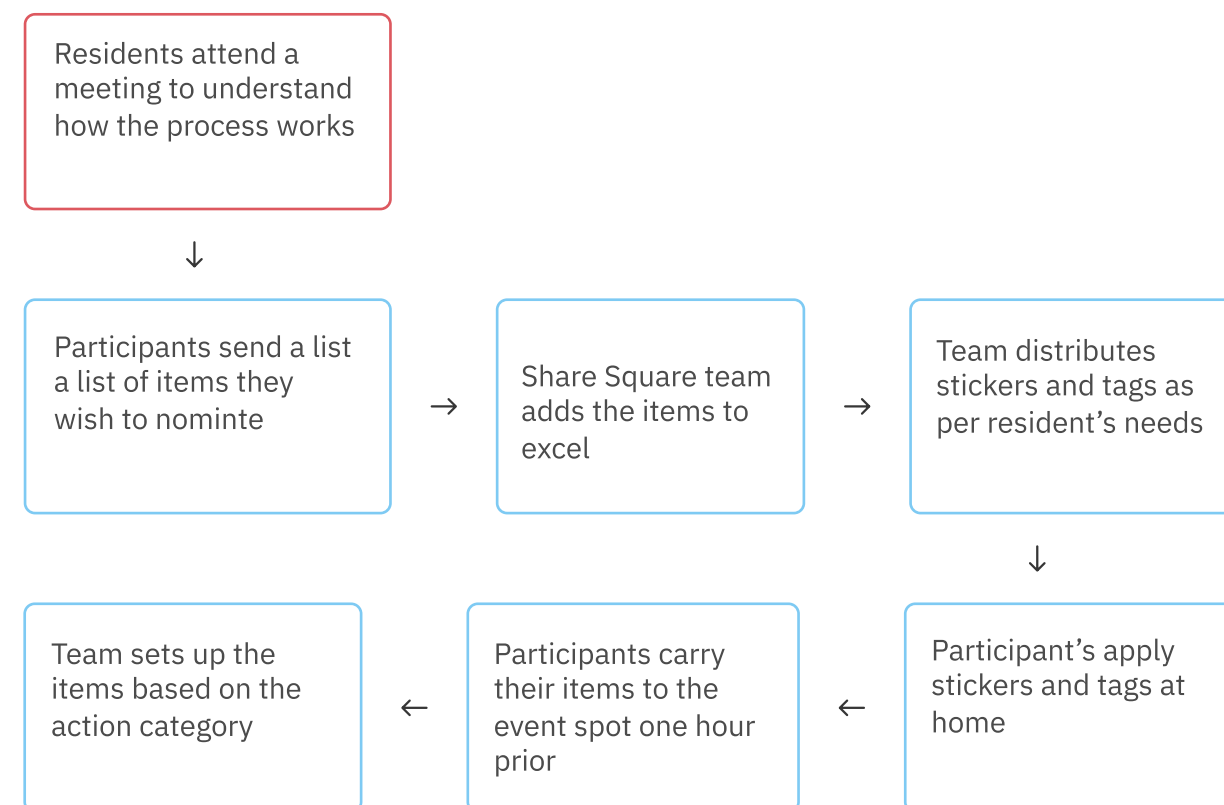 Residents attend a
meeting to understand
how the process works
↓
Participants send a list
a list of items they
wish to nominte
→
Share Square team
adds the items to
excel
→
Team distributes
stickers and tags as
per resident’s needs
↓
Participant’s apply
stickers and tags at
home
←
Participants carry
their items to the
event spot one hour
prior
←
Team sets up the
items based on the
action category